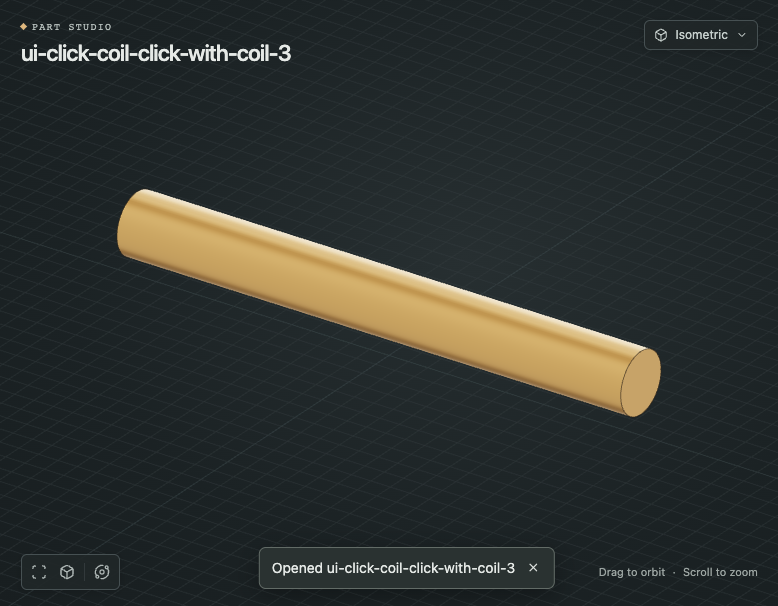 PART STUDIO
ui-click-coil-click-with-coil-3
Isometric
Opened ui-click-coil-click-with-coil-3
Drag to orbit · Scroll to zoom